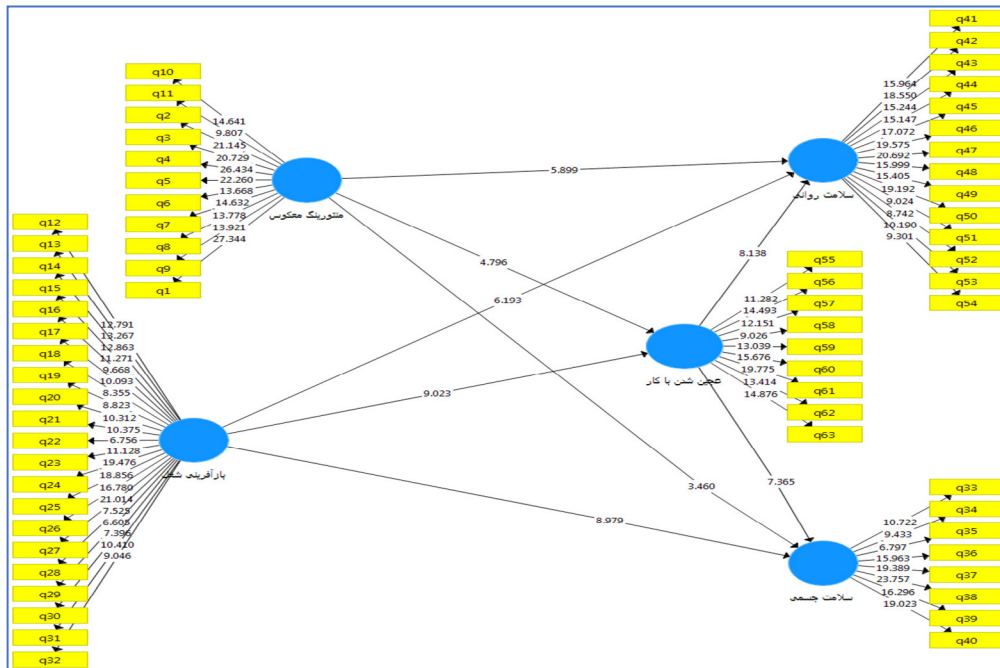 q10
q11
q2
q3
q4
q5
q6
q7
q8
q9
q1
14.641
9.807
21.145
20.729
26.434
22.260
13.668
14.632
13.778
13.921
27.344
منتورینگ معکوس
q12
q13
q14
q15
q16
q17
q18
q19
q20
q21
q22
q23
q24
q25
q26
q27
q28
q29
q30
q31
q32
12.791
13.267
12.863
11.271
9.668
10.093
8.355
8.823
10.312
10.375
6.756
11.128
19.476
18.856
16.780
21.014
7.525
6.605
7.396
10.410
9.046
بازآفرینی شغلی
5.899
4.796
6.193
9.023
3.460
8.979
8.138
7.365
q41
q42
q43
q44
q45
q46
q47
q48
q49
q50
q51
q52
q53
q54
15.964
18.550
15.244
15.147
17.072
19.575
20.692
15.999
15.405
19.192
9.024
8.742
10.190
9.301
سلامت روانی
q55
q56
q57
q58
q59
q60
q61
q62
q63
11.282
14.493
12.151
9.026
13.039
15.676
19.775
13.414
14.876
عجین شدن با کار
q33
q34
q35
q36
q37
q38
q39
q40
10.722
9.433
6.797
15.963
19.389
23.757
16.296
19.023
سلامت جسمی